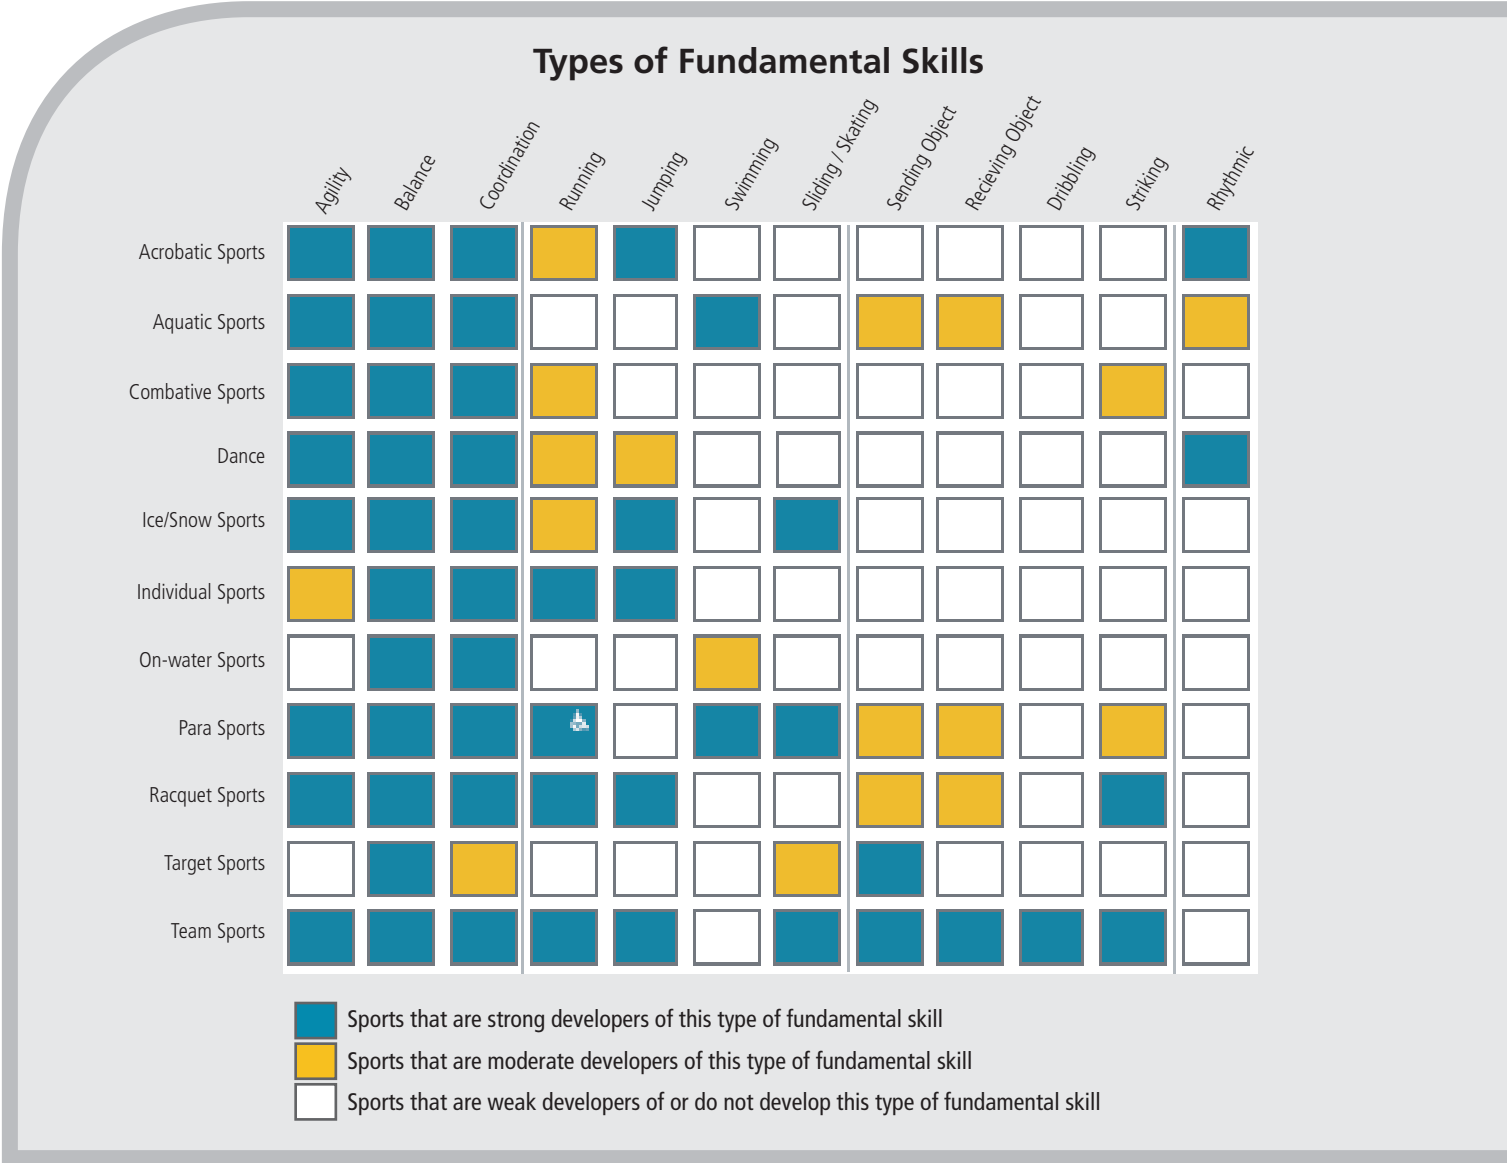 Types of Fundamental Skills
Agility
Balance
Coordination
Running
Jumping
Swimming
Sliding / Skating
Sending Object
Recieving Object
Dribbling
Striking
Rhythmic
Acrobatic Sports
Aquatic Sports
Combative Sports
Dance
Ice/Snow Sports
Individual Sports
On-water Sports
Para Sports
Racquet Sports
Target Sports
Team Sports
Sports that are strong developers of this type of fundamental skill
Sports that are moderate developers of this type of fundamental skill
Sports that are weak developers of or do not develop this type of fundamental skill